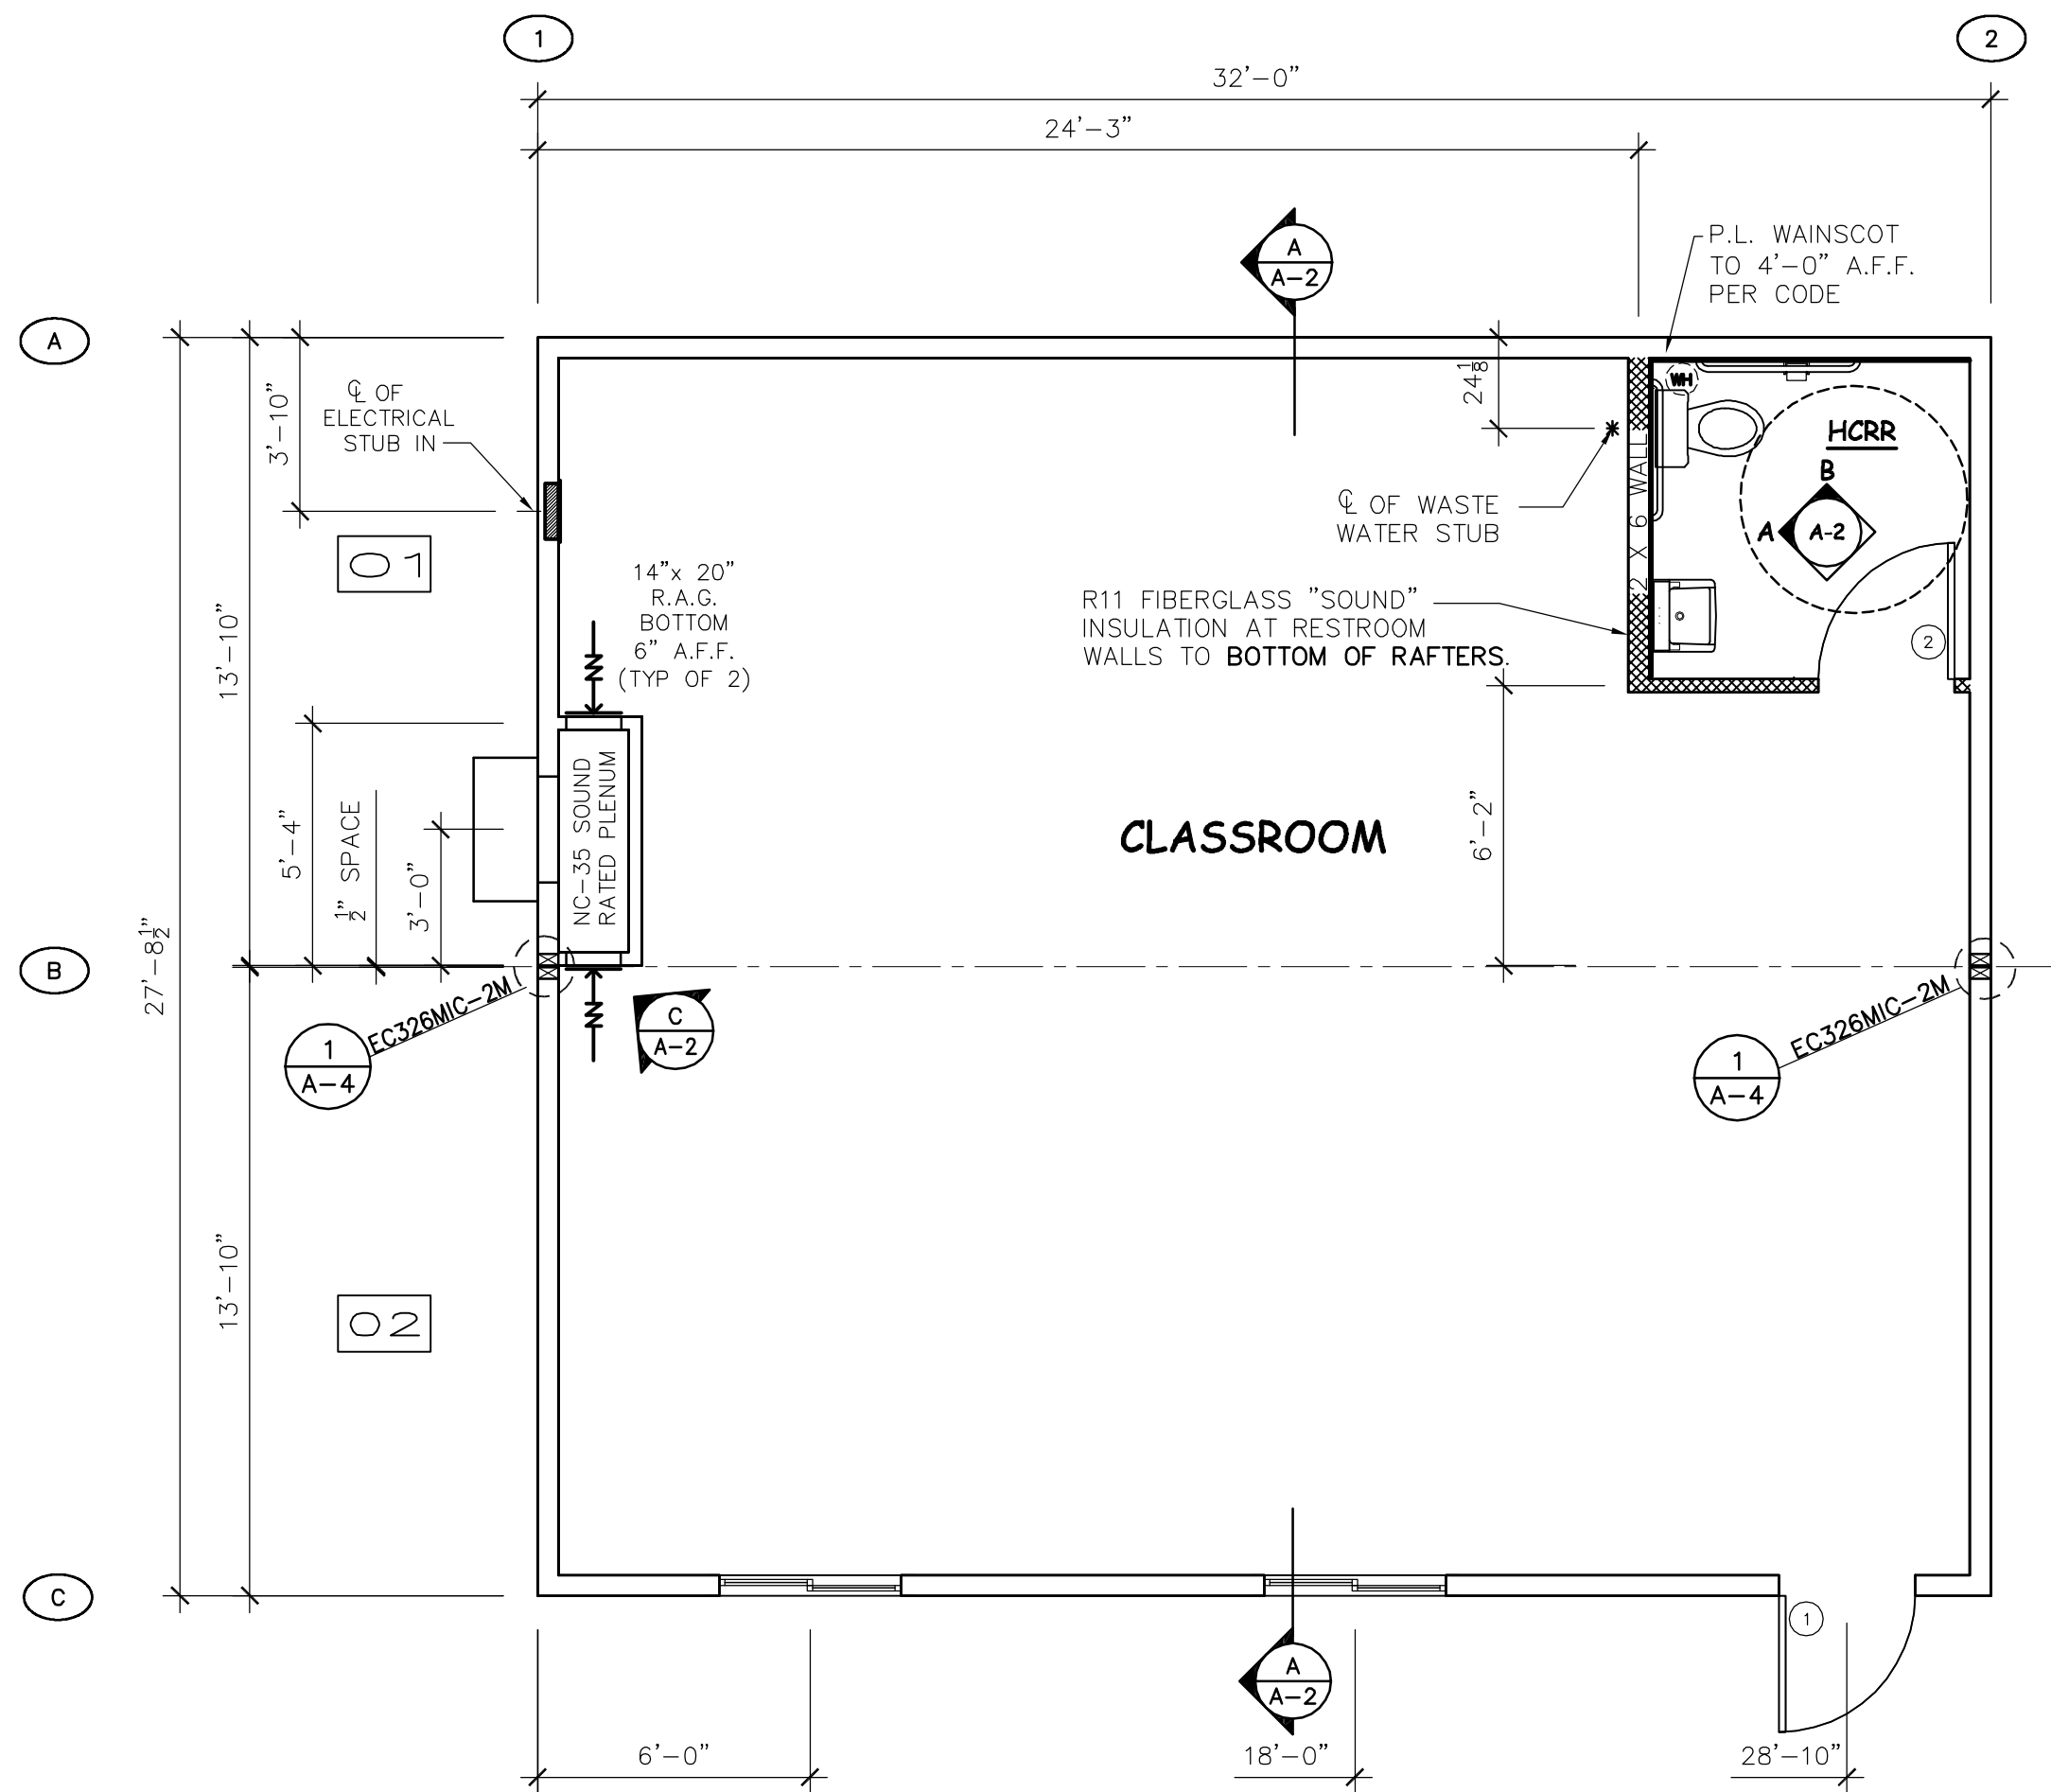 1
2
32'-0"
24'-3"
A
A-2
P.L. WAINSCOT
TO 4'-0" A.F.F.
PER CODE
A
3'-10"
℄ OF
ELECTRICAL
STUB IN
24 1/8
WH
HCRR
B
A
A-2
2 X 6 WALL
℄ OF WASTE
WATER STUB
01
14"x 20"
R.A.G.
BOTTOM
6" A.F.F.
(TYP OF 2)
R11 FIBERGLASS "SOUND"
INSULATION AT RESTROOM
WALLS TO BOTTOM OF RAFTERS.
2
13'-10"
5'-4"
1/2" SPACE
3'-0"
NC-35 SOUND
RATED PLENUM
CLASSROOM
6'-2"
27'-8 1/2"
B
EC326MIC-2M
1
A-4
C
A-2
EC326MIC-2M
1
A-4
13'-10"
02
C
1
A
A-2
6'-0"
18'-0"
28'-10"